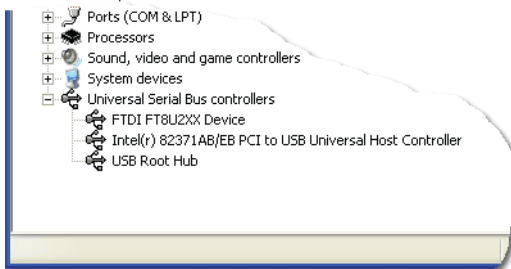 Ports (COM & LPT)
Processors
Sound, video and game controllers
System devices
Universal Serial Bus controllers
FTDI FT8U2XX Device
Intel(r) 82371AB/EB PCI to USB Universal Host Controller
USB Root Hub